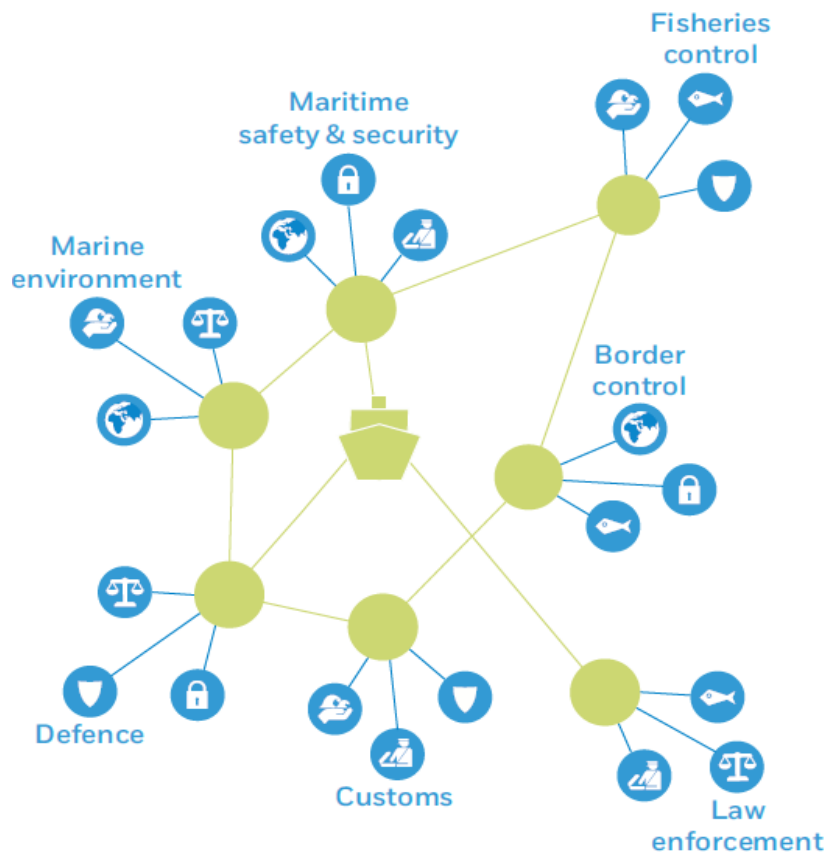 Fisheries
control
Maritime
safety & security
Marine
environment
Border
control
Defence
Customs
Law
enforcement